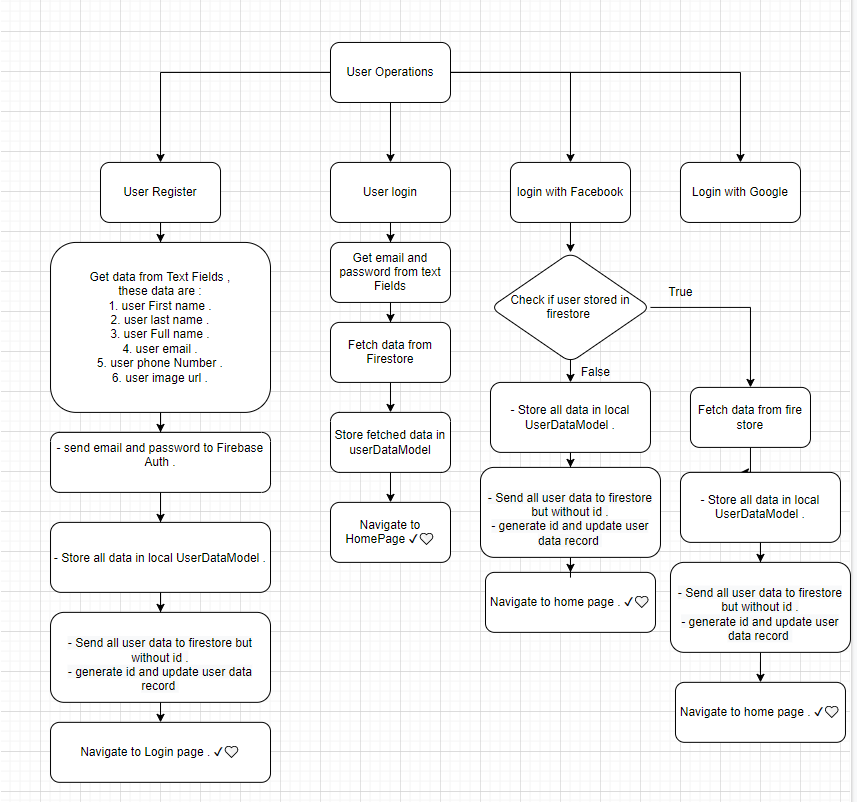 User Operations
User Register
User login
login with Facebook
Login with Google
Get data from Text Fields ,
these data are :
1. user First name .
2. user last name .
3. user Full name .
4. user email .
5. user phone Number .
6. user image url .
- send email and password to Firebase
Auth .
- Store all data in local UserDataModel .
- Send all user data to firestore but
without id .
- generate id and update user data
record
Navigate to Login page . ✓♡
Get email and
password from text
Fields
Fetch data from
Firestore
Store fetched data in
userDataModel
Navigate to
HomePage ✓♡
Check if user stored in
firestore
True
False
- Store all data in local
UserDataModel .
- Send all user data to firestore
but without id .
- generate id and update user
data record
Navigate to home page . ✓♡
Fetch data from fire
store
- Store all data in local
UserDataModel .
- Send all user data to firestore
but without id .
- generate id and update user
data record
Navigate to home page . ✓♡